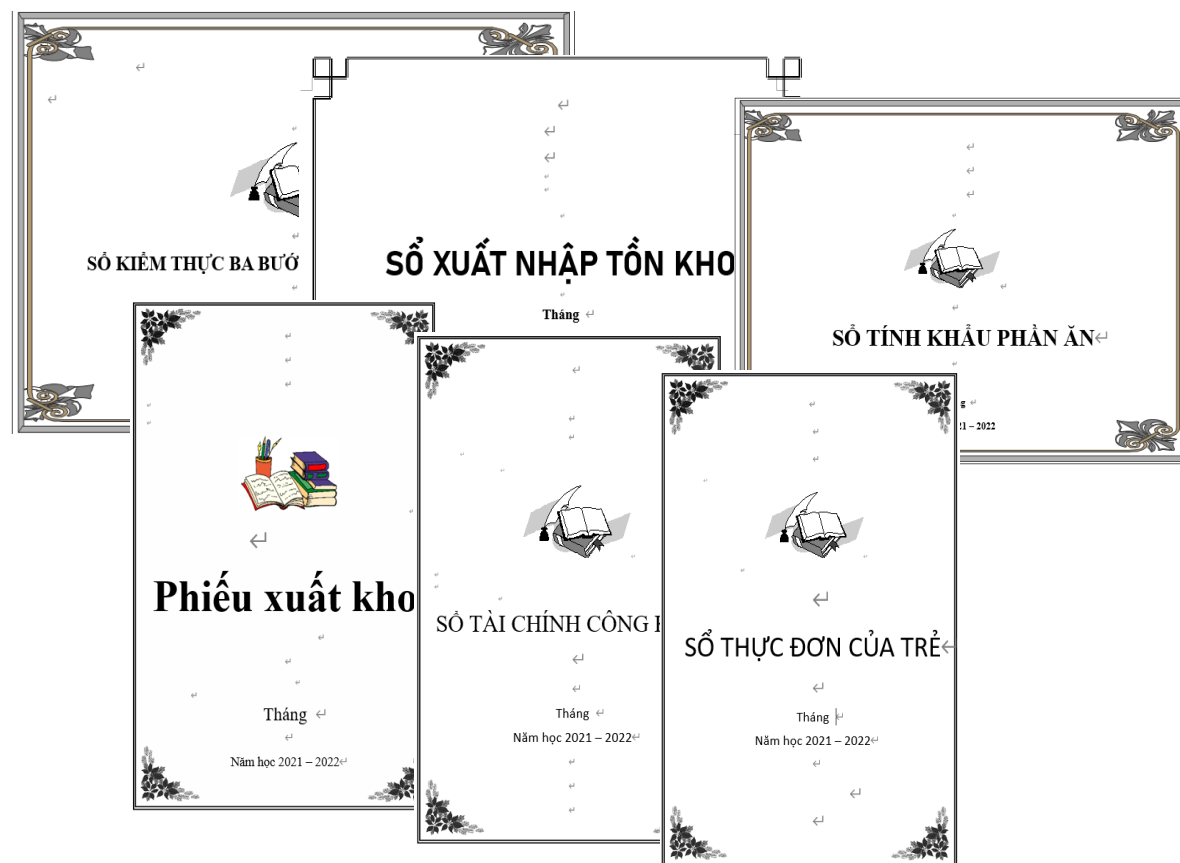 SỔ KIỂM THỰC BA BƯỚ
SỔ XUẤT NHẬP TỒN KHO
Tháng
SỔ TÍNH KHẨU PHẦN ĂN
21 – 2022
Phiếu xuất kho
Tháng
Năm học 2021 – 2022
SỔ TÀI CHÍNH CÔNG
Tháng
Năm học 2021 – 2022
SỔ THỰC ĐƠN CỦA TRẺ
Tháng
Năm học 2021 – 2022